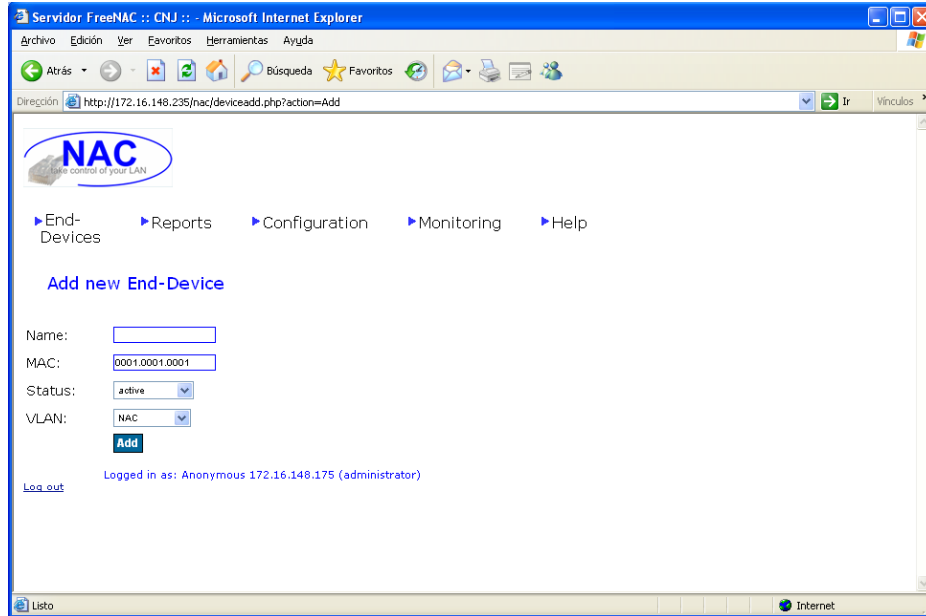 Servidor FreeNAC :: CNJ :: - Microsoft Internet Explorer
Archivo Edición Ver Favoritos Herramientas Ayuda
Atrás Búsqueda Favoritos
Dirección http://172.16.148.235/nac/deviceadd.php?action=Add Ir Vínculos
NAC
take control of your LAN
End-Devices Reports Configuration Monitoring Help
Add new End-Device
Name:
MAC: 0001.0001.0001
Status: active
VLAN: NAC
Add
Logged in as: Anonymous 172.16.148.175 (administrator)
Log out
Listo Internet